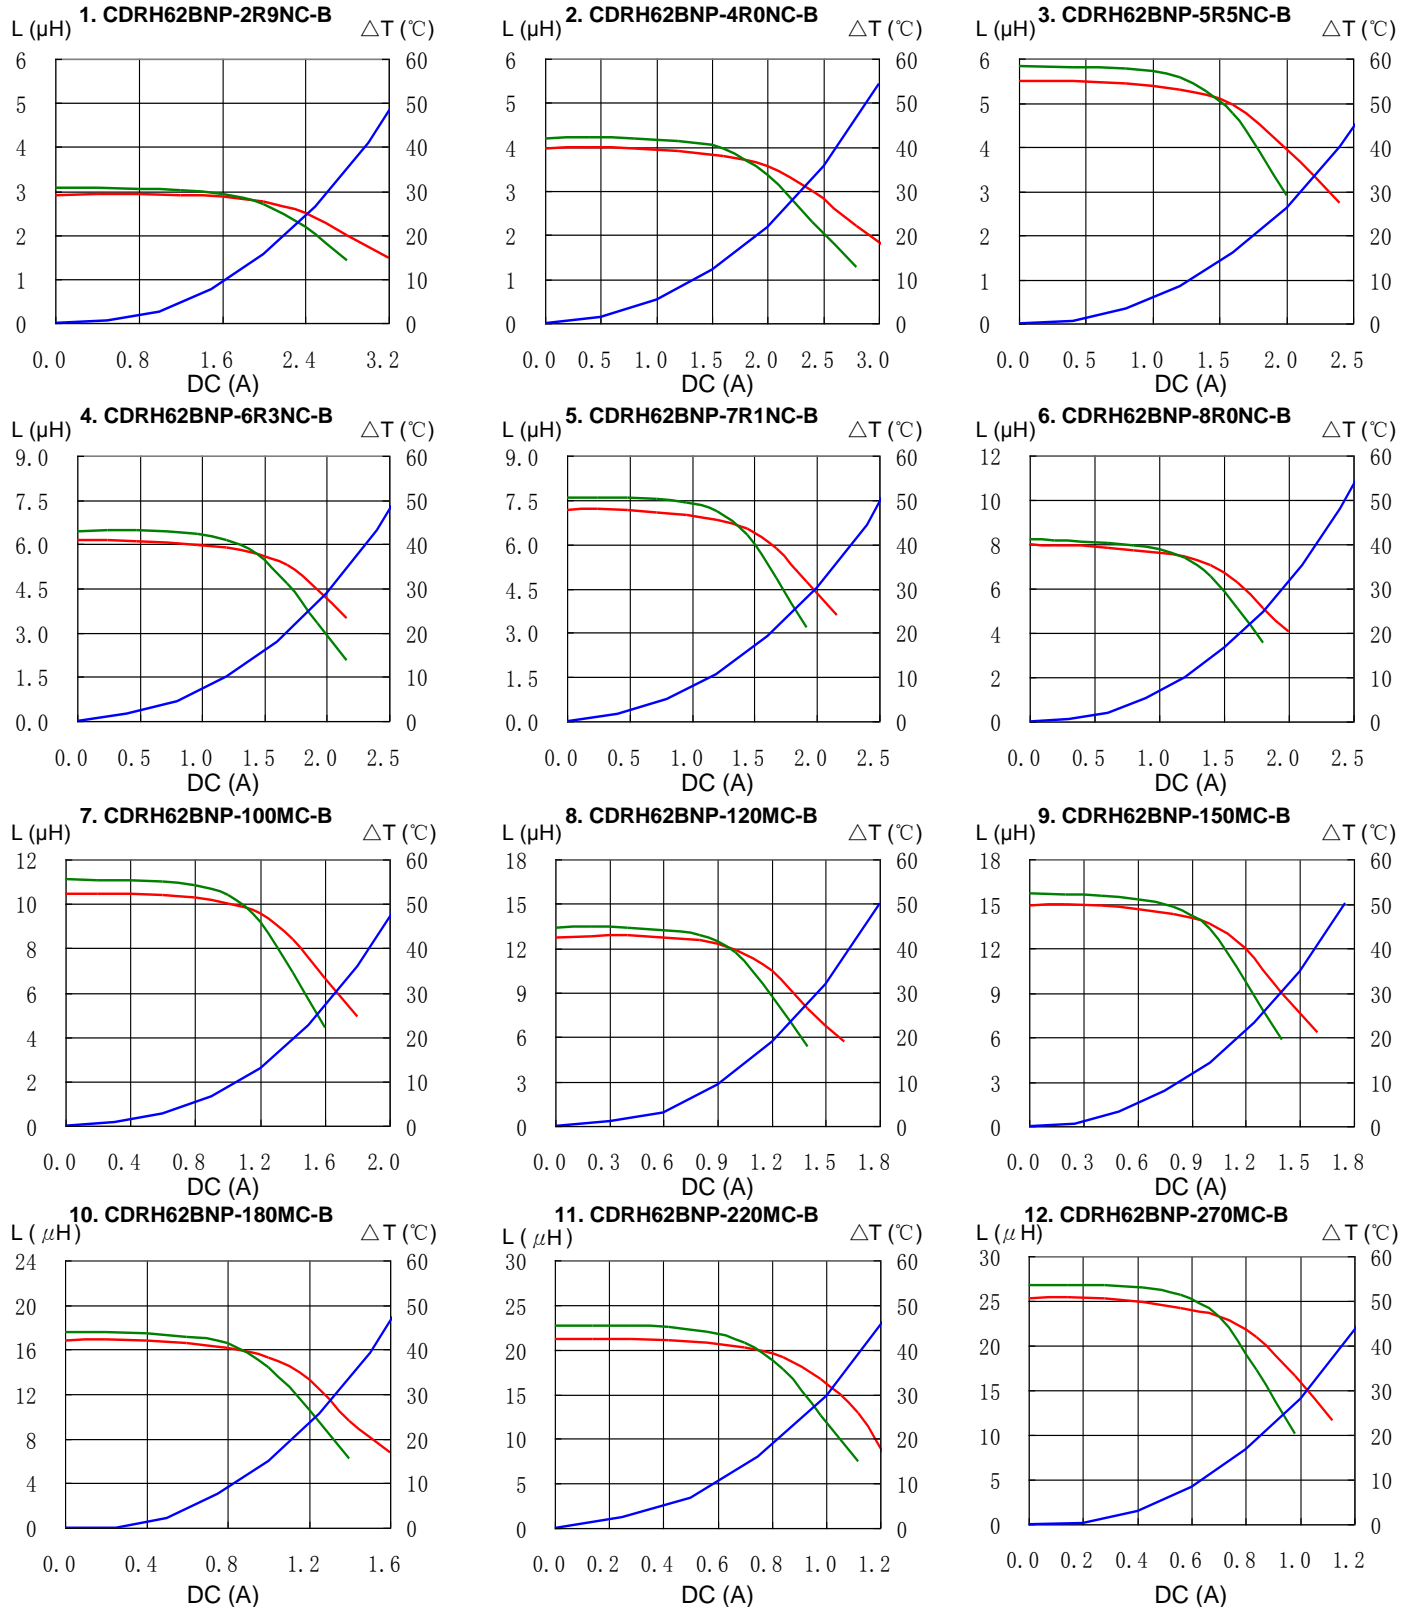 1. CDRH62BNP-2R9NC-B
L (μH) △T (℃)
6 60
5 50
4 40
3 30
2 20
1 10
0 0
0.0 0.8 1.6 2.4 3.2
DC (A)
2. CDRH62BNP-4R0NC-B
L (μH) △T (℃)
6 60
5 50
4 40
3 30
2 20
1 10
0 0
0.0 0.5 1.0 1.5 2.0 2.5 3.0
DC (A)
3. CDRH62BNP-5R5NC-B
L (μH) △T (℃)
6 60
5 50
4 40
3 30
2 20
1 10
0 0
0.0 0.5 1.0 1.5 2.0 2.5
DC (A)
4. CDRH62BNP-6R3NC-B
L (μH) △T (℃)
9.0 60
7.5 50
6.0 40
4.5 30
3.0 20
1.5 10
0.0 0
0.0 0.5 1.0 1.5 2.0 2.5
DC (A)
5. CDRH62BNP-7R1NC-B
L (μH) △T (℃)
9.0 60
7.5 50
6.0 40
4.5 30
3.0 20
1.5 10
0.0 0
0.0 0.5 1.0 1.5 2.0 2.5
DC (A)
6. CDRH62BNP-8R0NC-B
L (μH) △T (℃)
12 60
10 50
8 40
6 30
4 20
2 10
0 0
0.0 0.5 1.0 1.5 2.0 2.5
DC (A)
7. CDRH62BNP-100MC-B
L (μH) △T (℃)
12 60
10 50
8 40
6 30
4 20
2 10
0 0
0.0 0.4 0.8 1.2 1.6 2.0
DC (A)
8. CDRH62BNP-120MC-B
L (μH) △T (℃)
18 60
15 50
12 40
9 30
6 20
3 10
0 0
0.0 0.3 0.6 0.9 1.2 1.5 1.8
DC (A)
9. CDRH62BNP-150MC-B
L (μH) △T (℃)
18 60
15 50
12 40
9 30
6 20
3 10
0 0
0.0 0.3 0.6 0.9 1.2 1.5 1.8
DC (A)
10. CDRH62BNP-180MC-B
L ( μH) △T (℃)
24 60
20 50
16 40
12 30
8 20
4 10
0 0
0.0 0.4 0.8 1.2 1.6
DC (A)
11. CDRH62BNP-220MC-B
L ( μH) △T (℃)
30 60
25 50
20 40
15 30
10 20
5 10
0 0
0.0 0.2 0.4 0.6 0.8 1.0 1.2
DC (A)
12. CDRH62BNP-270MC-B
L (μH) △T (℃)
30 60
25 50
20 40
15 30
10 20
5 10
0 0
0.0 0.2 0.4 0.6 0.8 1.0 1.2
DC (A)